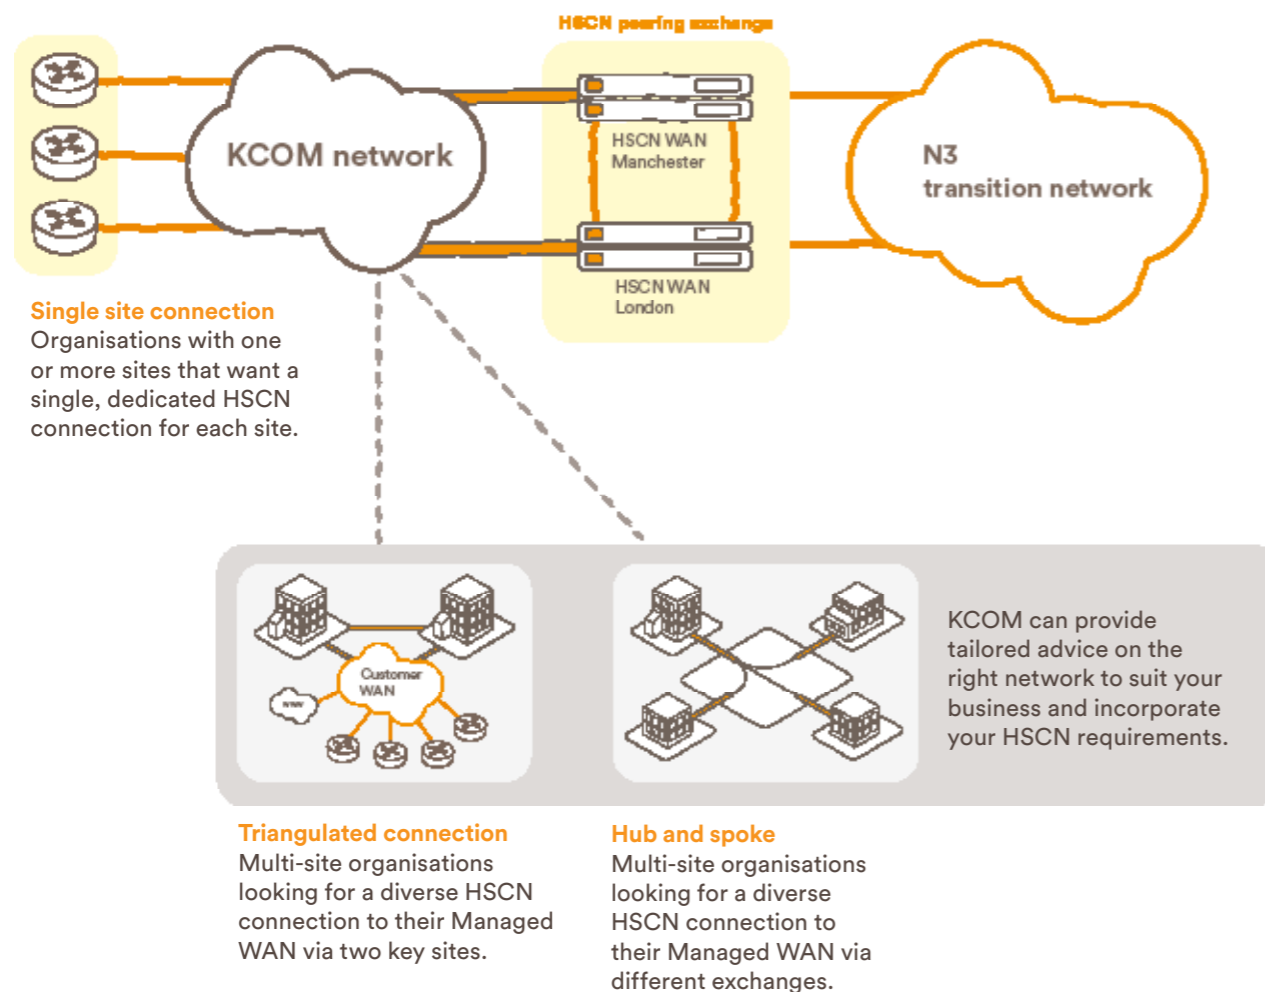 HSCN peering exchange
KCOM network
HSCN WAN
Manchester
HSCN WAN
London
N3
transition network
Single site connection
Organisations with one
or more sites that want a
single, dedicated HSCN
connection for each site.
Customer
WAN
www
KCOM can provide
tailored advice on the
right network to suit your
business and incorporate
your HSCN requirements.
Triangulated connection
Multi-site organisations
looking for a diverse HSCN
connection to their Managed
WAN via two key sites.
Hub and spoke
Multi-site organisations
looking for a diverse
HSCN connection to
their Managed WAN via
different exchanges.